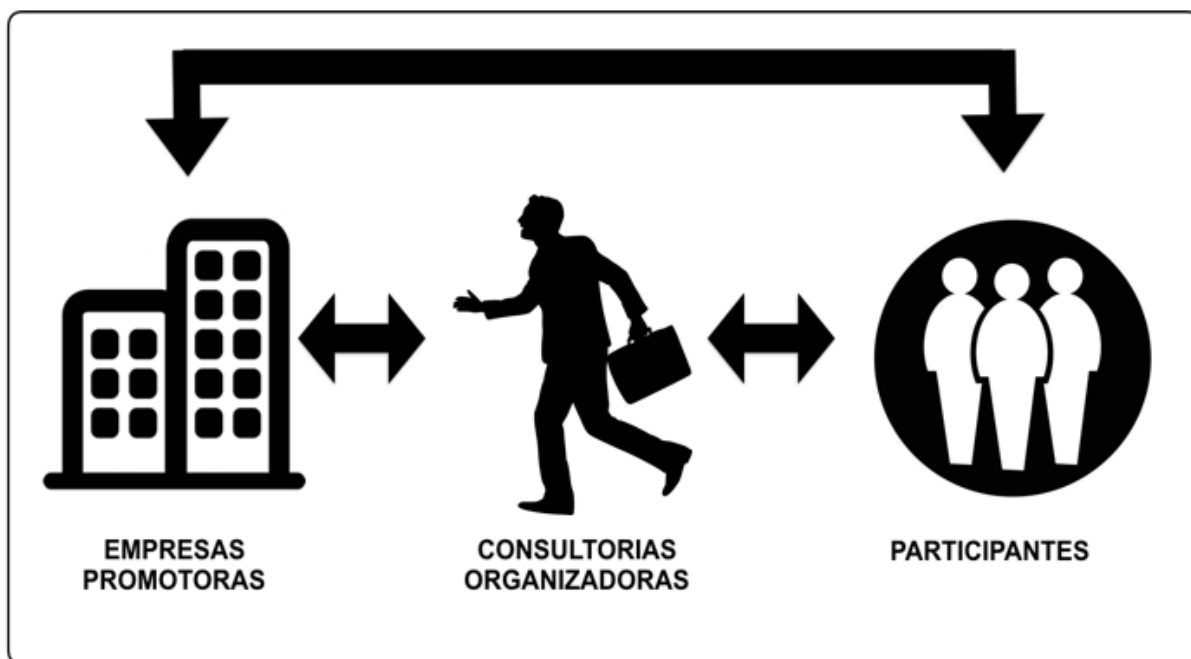 EMPRESAS
PROMOTORAS
CONSULTORIAS
ORGANIZADORAS
PARTICIPANTES